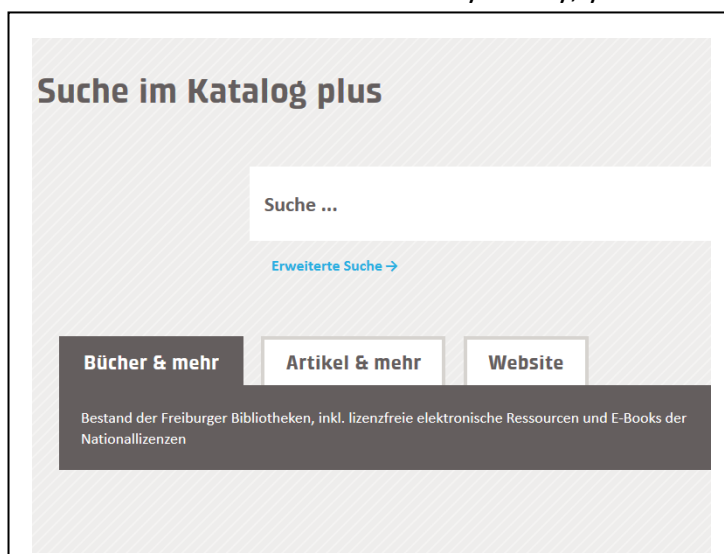 Suche im Katalog plus
Suche ...
Erweiterte Suche →
Bücher & mehr
Artikel & mehr
Website
Bestand der Freiburger Bibliotheken, inkl. lizenzfreie elektronische Ressourcen und E-Books der
Nationallizenzen